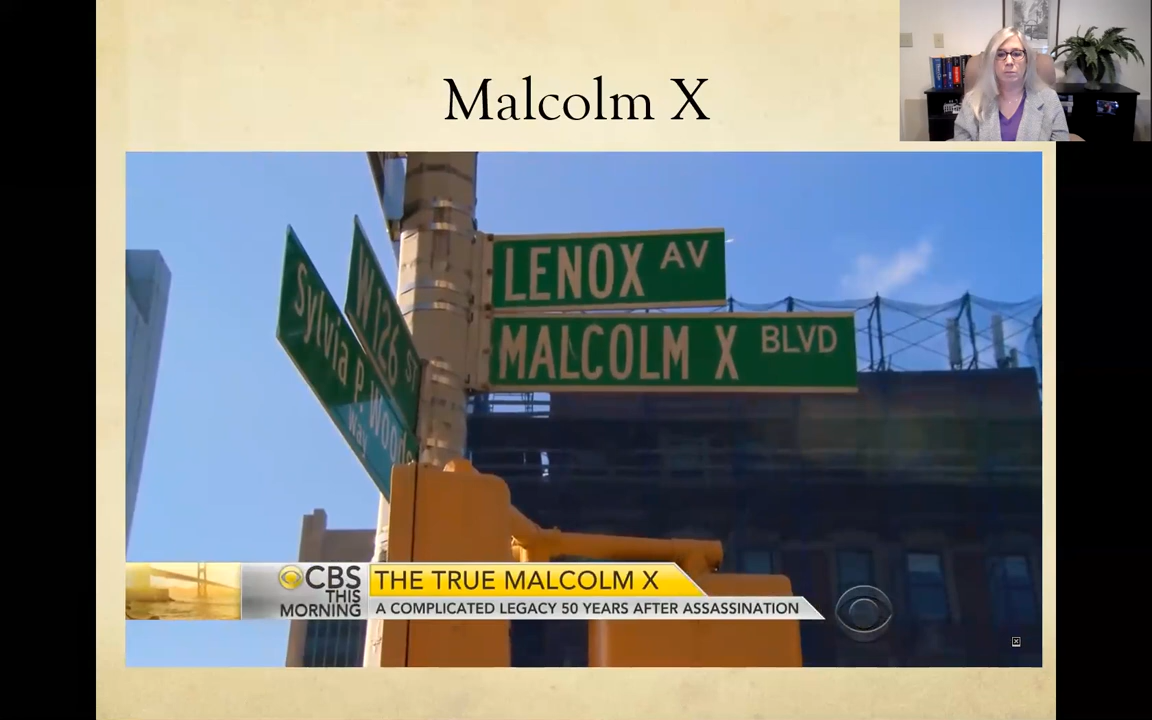 Malcolm X
LENOX AV
MALCOLM X BLVD
W 126 ST
Sylvia P. Woods
Way
CBS
THIS
MORNING
THE TRUE MALCOLM X
A COMPLICATED LEGACY 50 YEARS AFTER ASSASSINATION